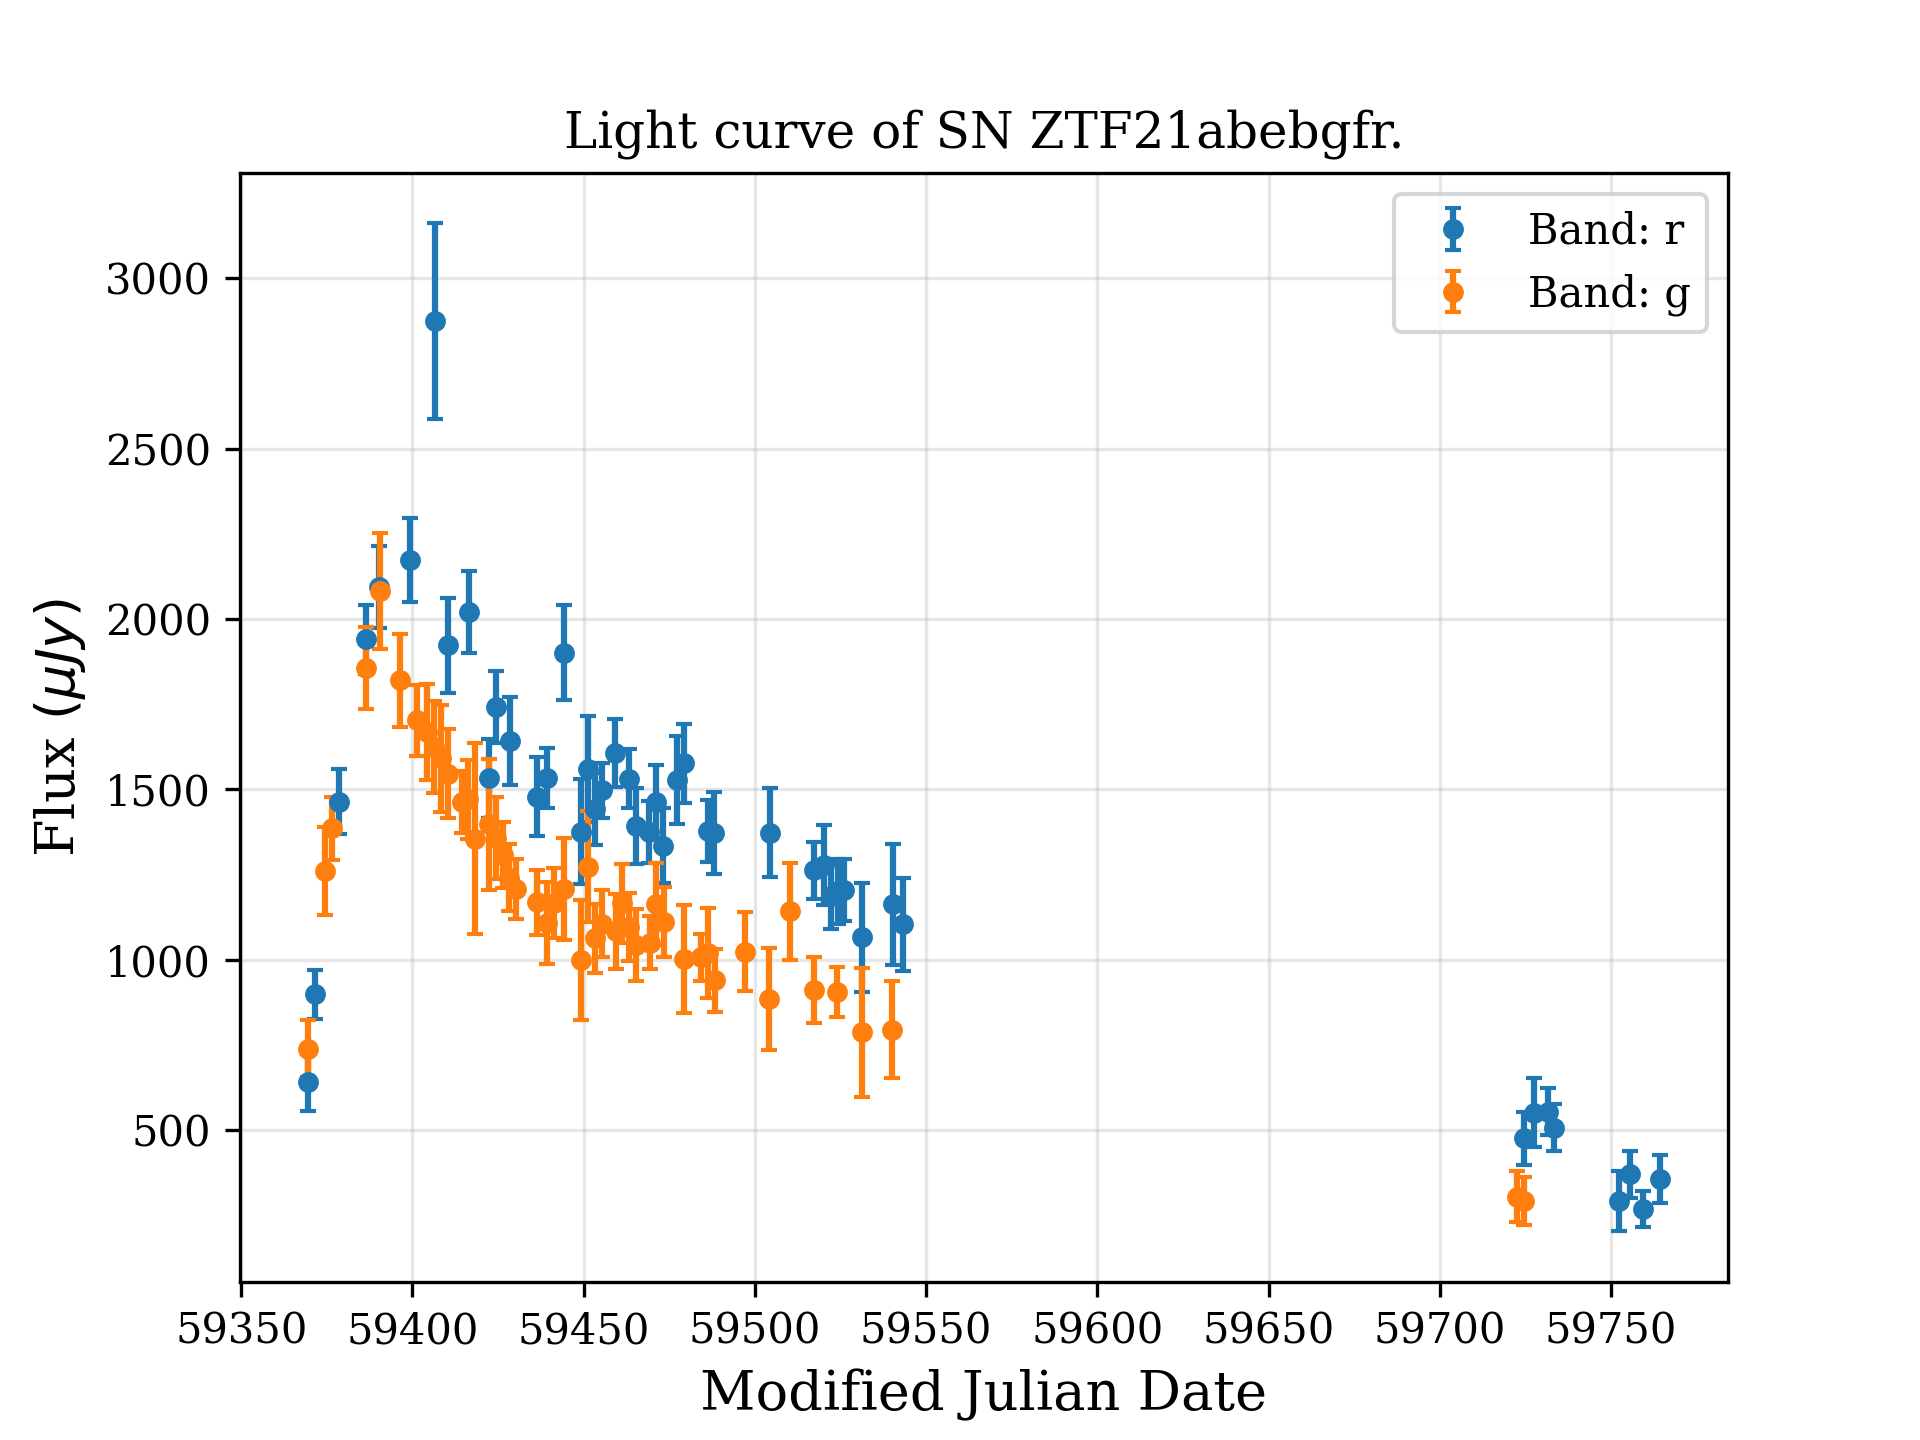 Light curve of SN ZTF21abebgfr.
Band: r
Band: g
3000
2500
2000
1500
1000
500
Flux (μJy)
59350 59400 59450 59500 59550 59600 59650 59700 59750
Modified Julian Date